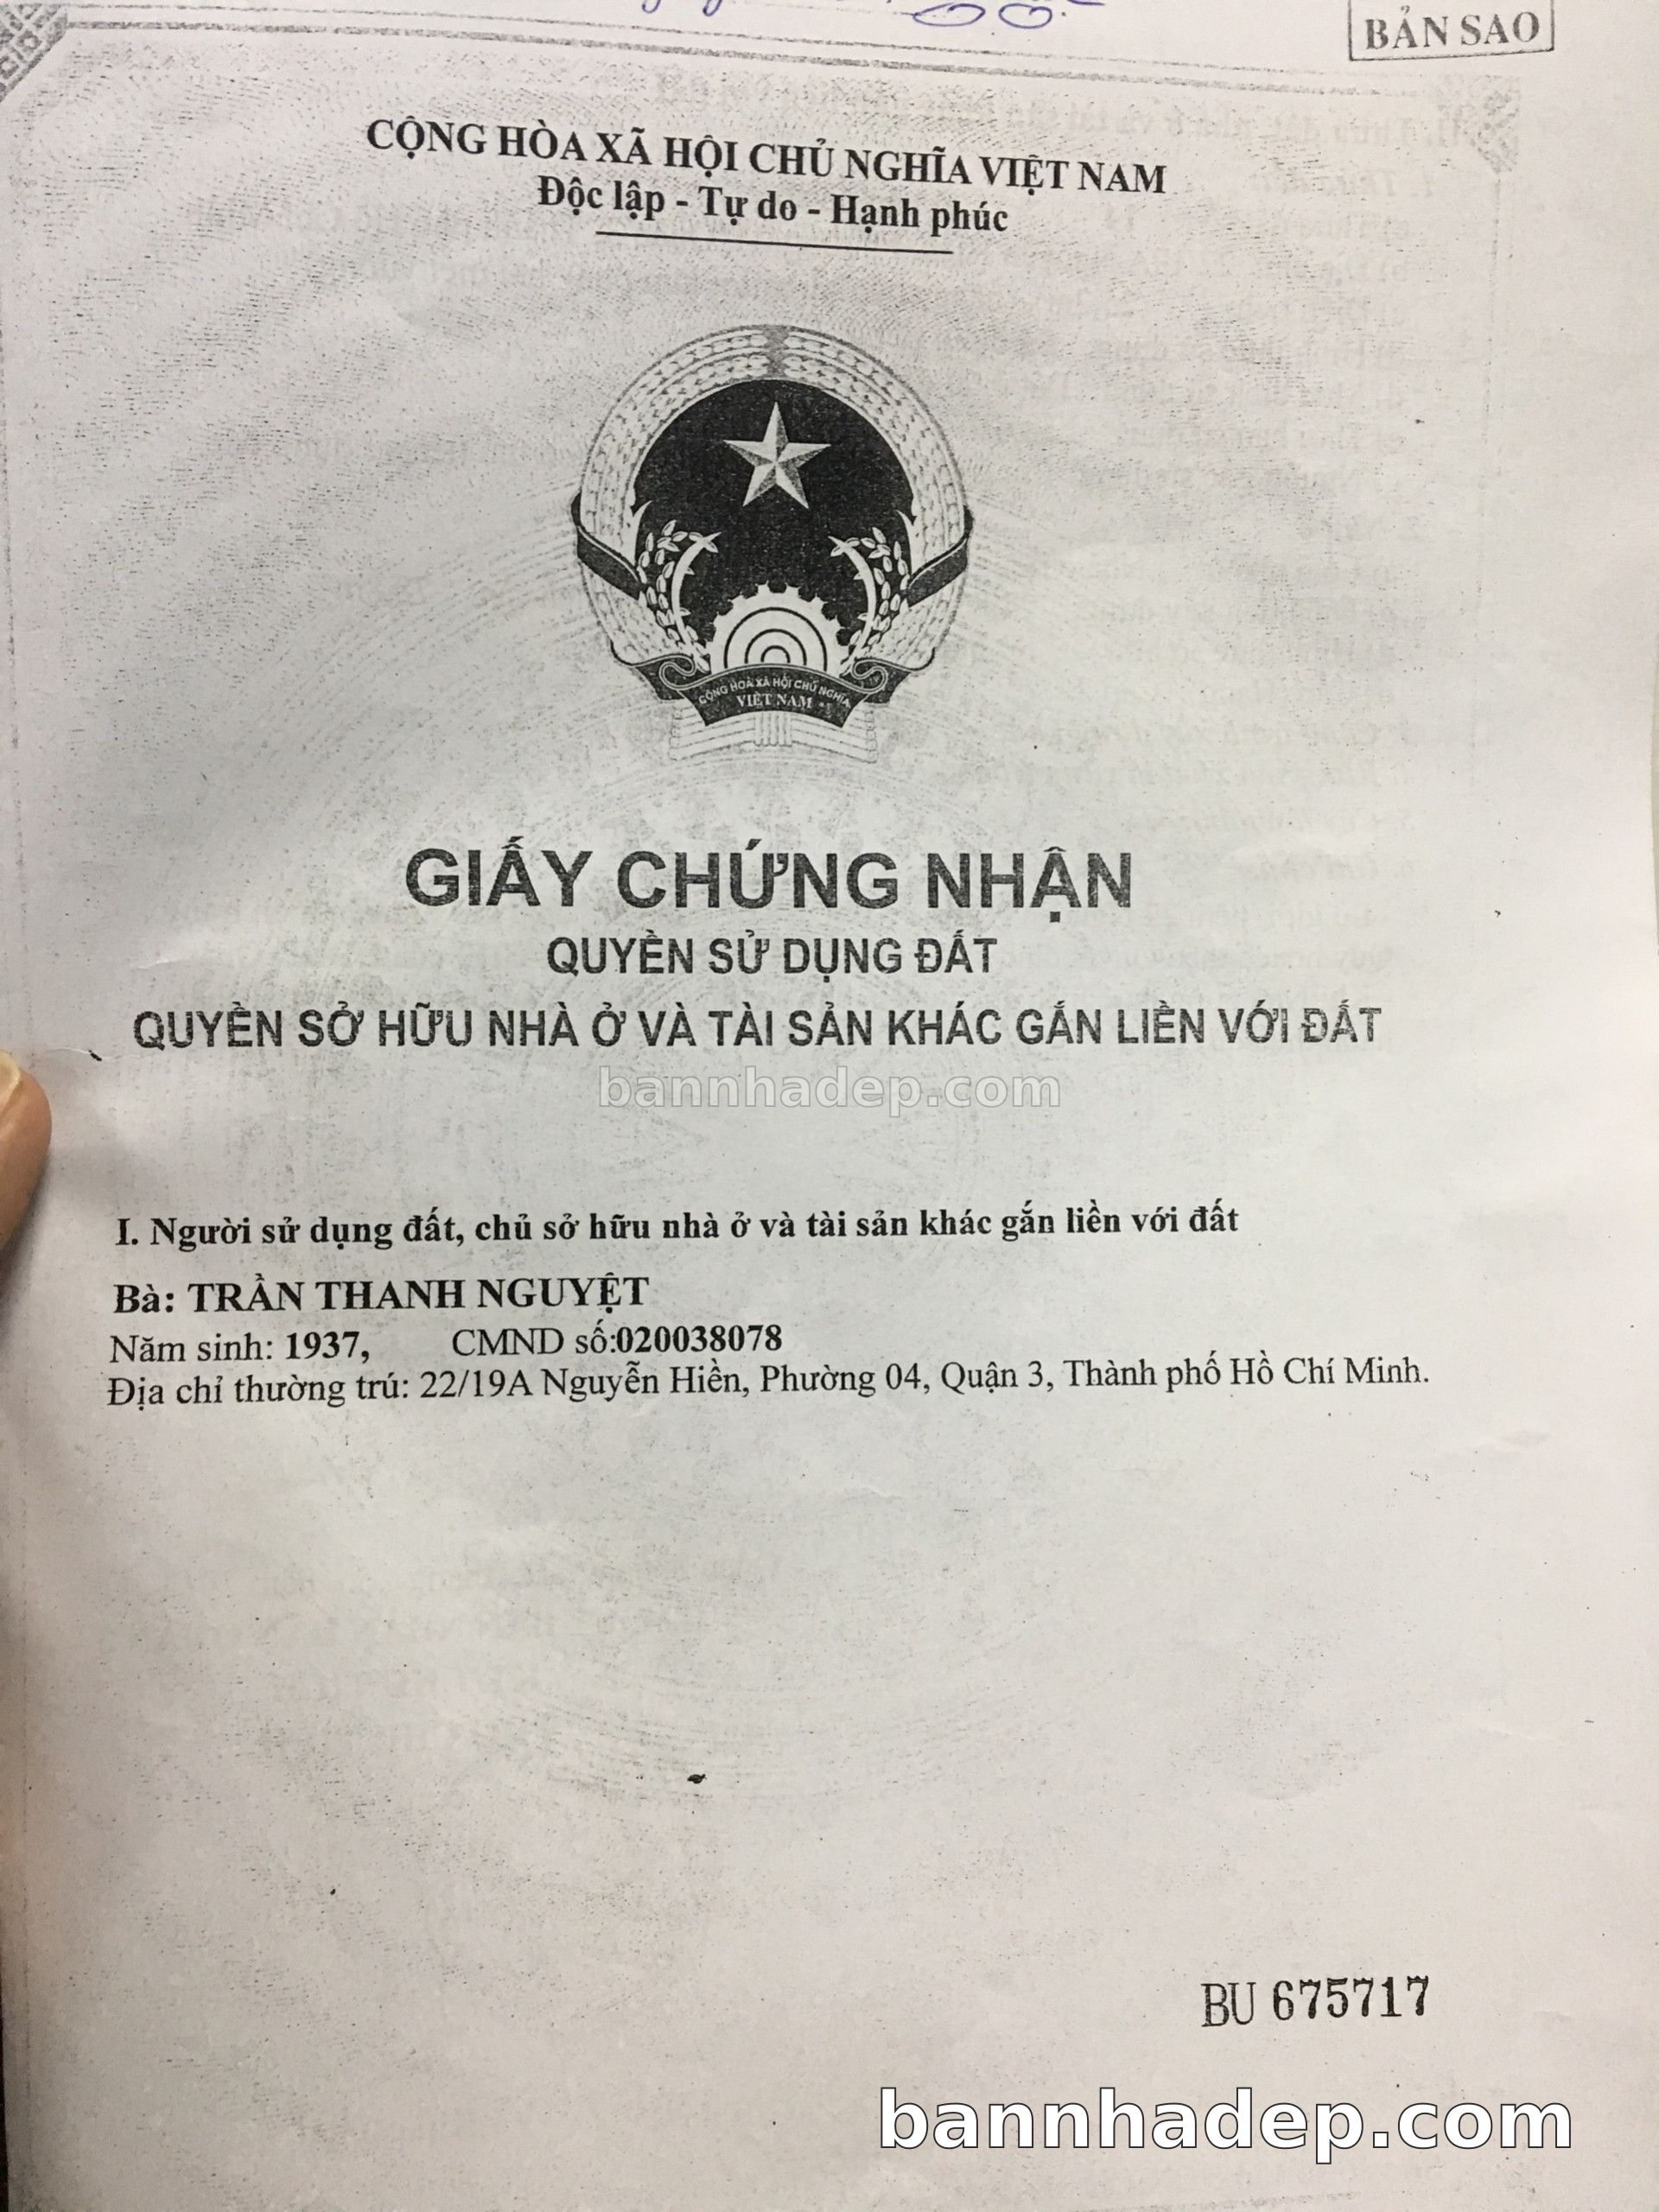 BẢN SAO
CỘNG HÒA XÃ HỘI CHỦ NGHĨA VIỆT NAM
Độc lập - Tự do - Hạnh phúc
CỘNG HOÀ XÃ HỘI CHỦ NGHĨA
VIỆT NAM
GIẤY CHỨNG NHẬN
QUYỀN SỬ DỤNG ĐẤT
QUYỀN SỞ HỮU NHÀ Ở VÀ TÀI SẢN KHÁC GẮN LIỀN VỚI ĐẤT
bannhadep.com
I. Người sử dụng đất, chủ sở hữu nhà ở và tài sản khác gắn liền với đất
Bà: TRẦN THANH NGUYỆT
Năm sinh: 1937, CMND số:020038078
Địa chỉ thường trú: 22/19A Nguyễn Hiền, Phường 04, Quận 3, Thành phố Hồ Chí Minh.
BU 675717
bannhadep.com